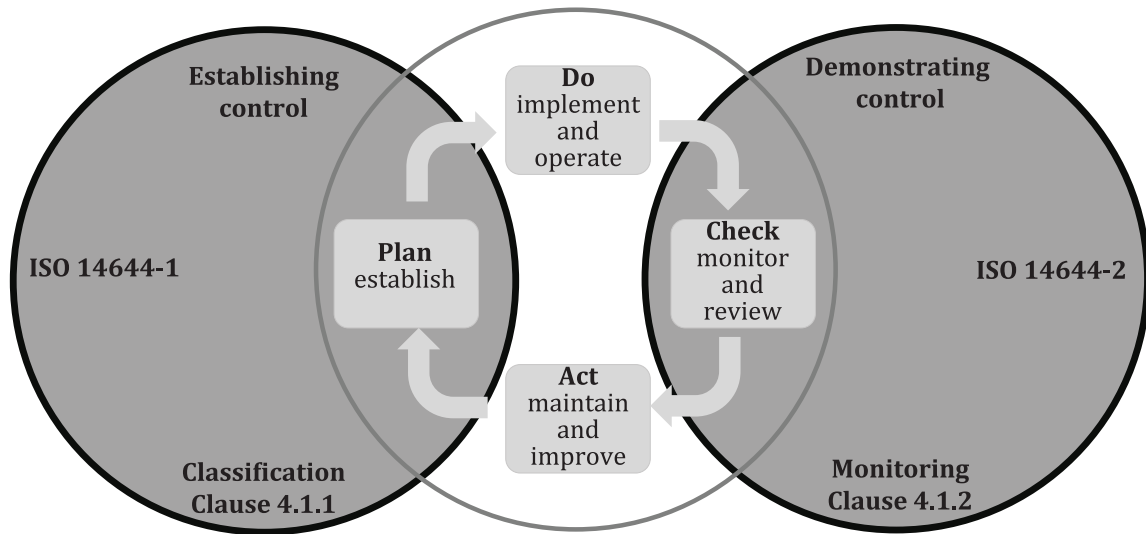 Establishing
control
ISO 14644-1
Classification
Clause 4.1.1
Plan
establish
Do
implement
and
operate
Check
monitor
and
review
Act
maintain
and
improve
Demonstrating
control
ISO 14644-2
Monitoring
Clause 4.1.2